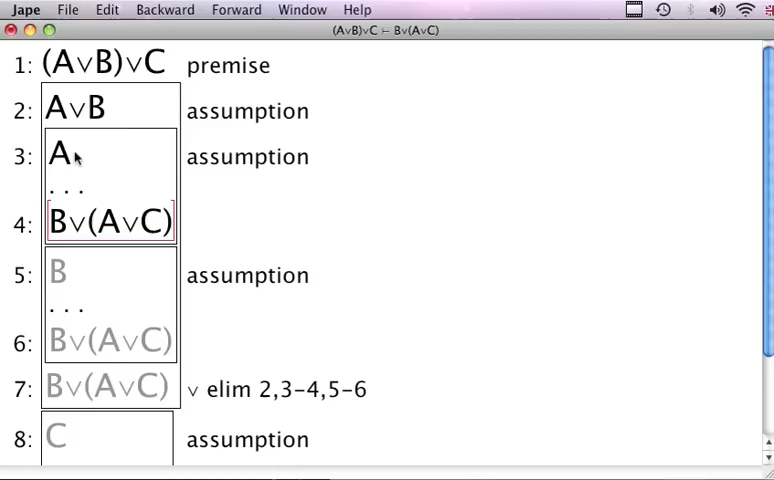 Jape File Edit Backward Forward Window Help
(A∨B)∨C ⊢ B∨(A∨C)
1: (A∨B)∨C premise
2: A∨B assumption
3: A assumption
. . .
4: B∨(A∨C)
5: B assumption
. . .
6: B∨(A∨C)
7: B∨(A∨C) ∨ elim 2,3–4,5–6
8: C assumption